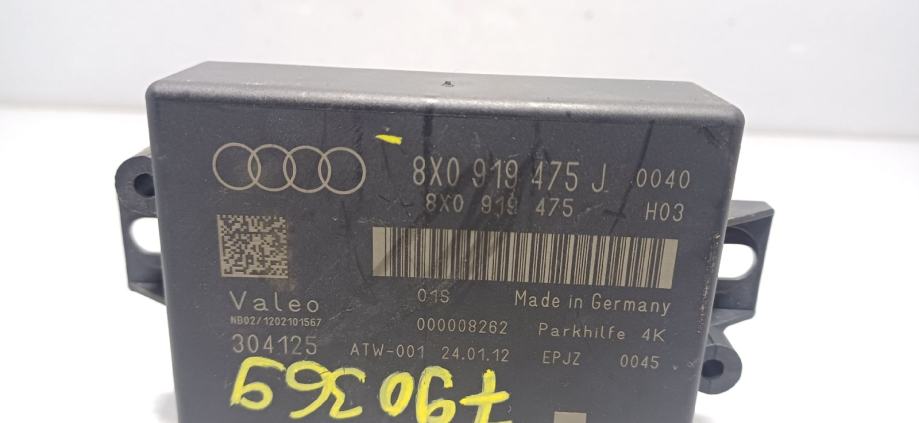 8X0 919 475 J 0040
8X0 919 475 H03
01S Made in Germany
Valeo
NB02/1202101567
000008262 Parkhilfe 4K
304125 ATW-001 24.01.12 EPJZ 0045
790369